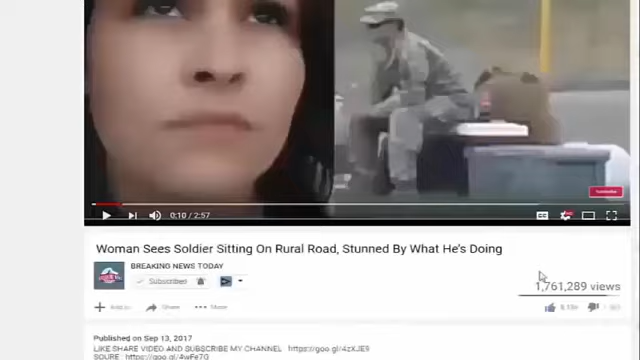 0:10 / 2:57
Woman Sees Soldier Sitting On Rural Road, Stunned By What He's Doing
BREAKING NEWS TODAY
Subscribed
1,761,289 views
Add to Share ••• More
Published on Sep 13, 2017
LIKE SHARE VIDEO AND SUBSCRIBE MY CHANNEL